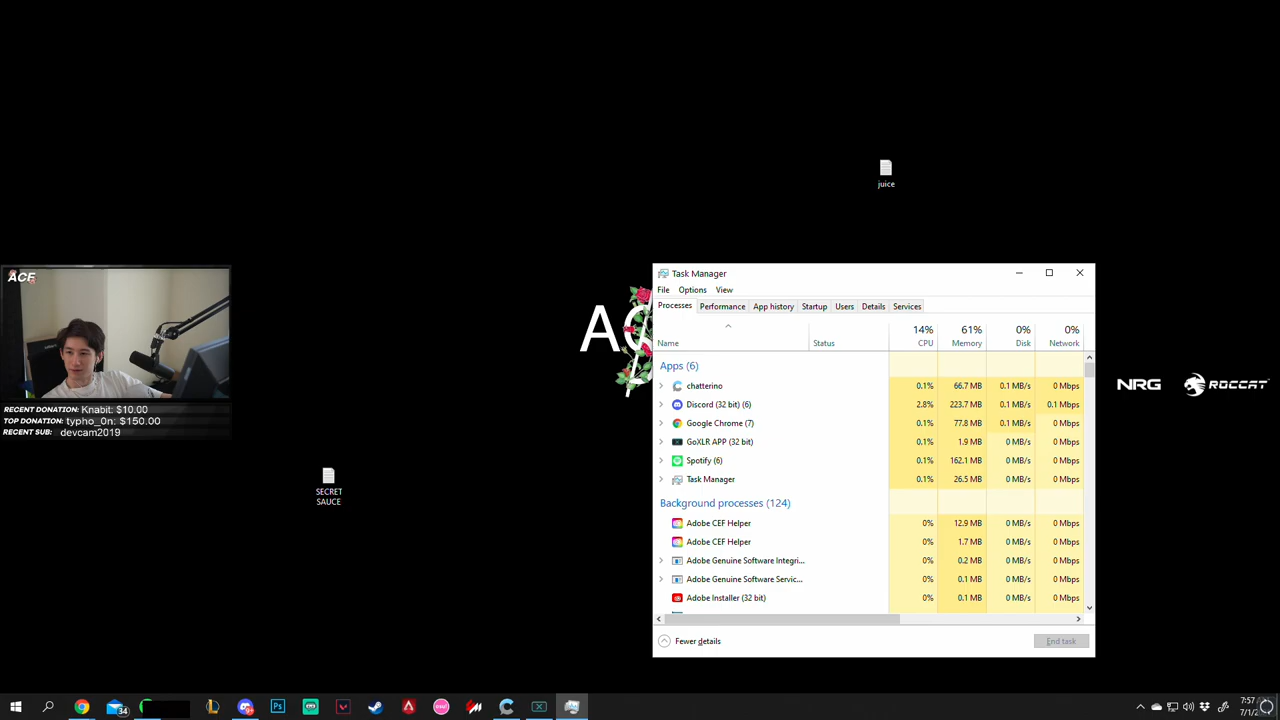 juice
ACE
RECENT DONATION: Knabit: $10.00
TOP DONATION: typho_0n: $150.00
RECENT SUB: devcam2019
SECRET
SAUCE
NRG
ROCCAT
Task Manager
File Options View
Processes Performance App history Startup Users Details Services
14% 61% 0% 0%
Name Status CPU Memory Disk Network
Apps (6)
chatterino 0.1% 66.7 MB 0.1 MB/s 0 Mbps
Discord (32 bit) (6) 2.8% 223.7 MB 0.1 MB/s 0.1 Mbps
Google Chrome (7) 0.1% 77.8 MB 0.1 MB/s 0 Mbps
GoXLR APP (32 bit) 0.1% 1.9 MB 0 MB/s 0 Mbps
Spotify (6) 0.1% 162.1 MB 0 MB/s 0 Mbps
Task Manager 0.1% 26.5 MB 0 MB/s 0 Mbps
Background processes (124)
Adobe CEF Helper 0% 12.9 MB 0 MB/s 0 Mbps
Adobe CEF Helper 0% 1.7 MB 0 MB/s 0 Mbps
Adobe Genuine Software Integri... 0% 0.2 MB 0 MB/s 0 Mbps
Adobe Genuine Software Servic... 0% 0.1 MB 0 MB/s 0 Mbps
Adobe Installer (32 bit) 0% 0.1 MB 0 MB/s 0 Mbps
Fewer details End task
34 Ps osu!
7:57
7/1/2